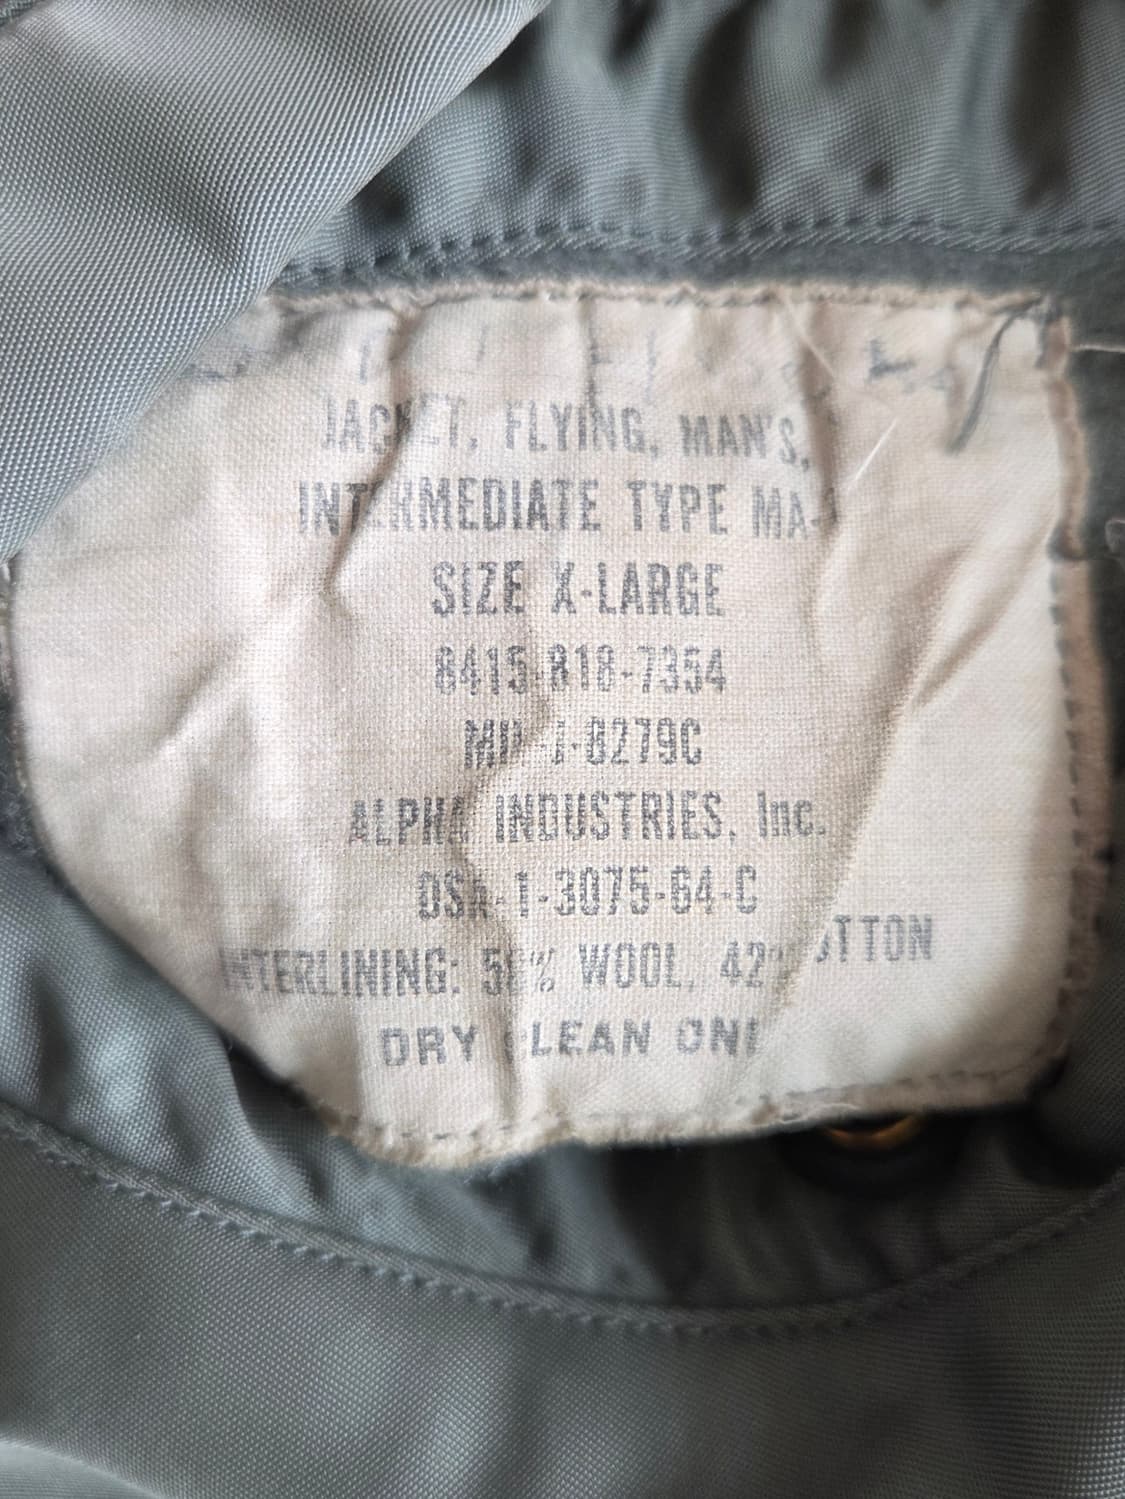 JACKET, FLYING, MAN'S,
INTERMEDIATE TYPE MA-1
SIZE X-LARGE
8415-818-7354
MIL-J-8279C
ALPHA INDUSTRIES, Inc.
DSA-1-3075-64-C
INTERLINING: 58% WOOL, 42% COTTON
DRY CLEAN ONL